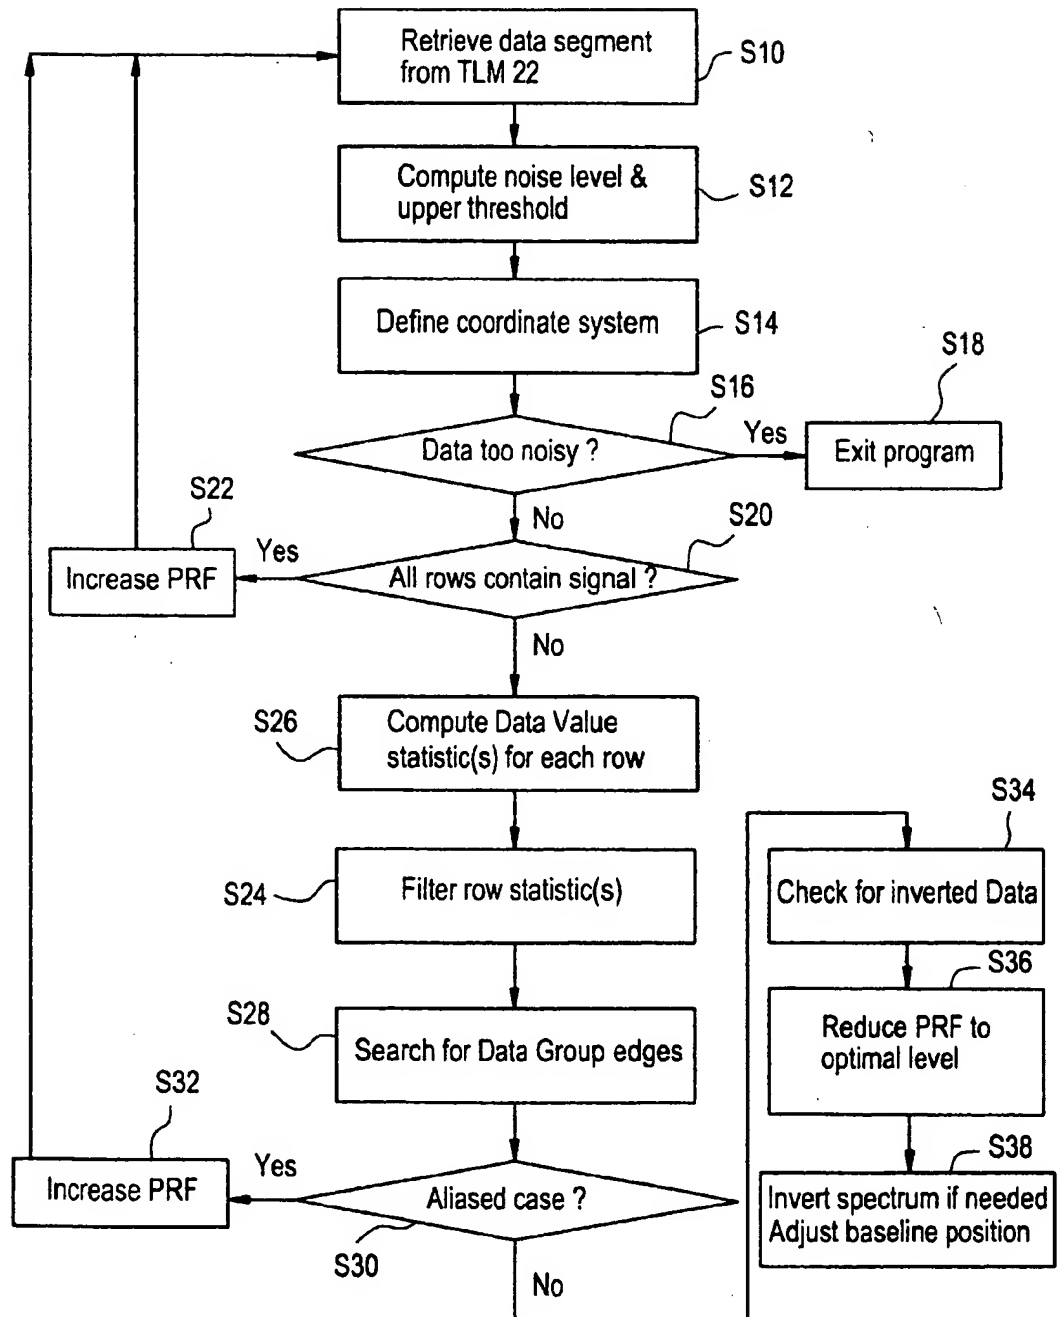 Retrieve data segment
from TLM 22
S10
Compute noise level &
upper threshold
S12
Define coordinate system
S14
S16
S18
Data too noisy ?
Yes
Exit program
No
S20
S22
Yes
Increase PRF
All rows contain signal ?
No
S26
Compute Data Value
statistic(s) for each row
S24
Filter row statistic(s)
S28
Search for Data Group edges
S32
Yes
Increase PRF
Aliased case ?
S30
No
S34
Check for inverted Data
S36
Reduce PRF to
optimal level
S38
Invert spectrum if needed
Adjust baseline position